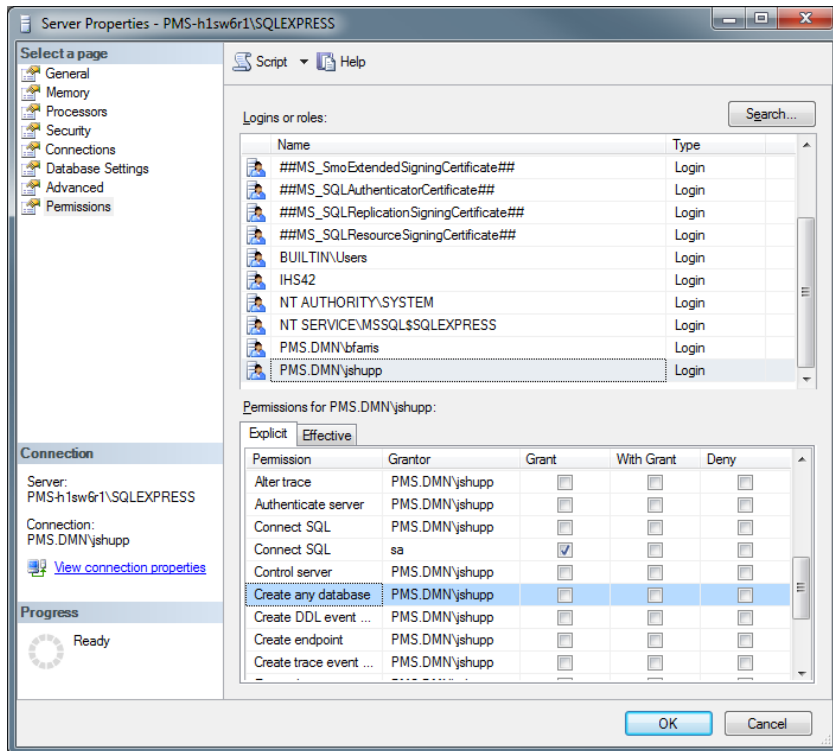 Server Properties - PMS-h1sw6r1\SQLEXPRESS
Select a page
General
Memory
Processors
Security
Connections
Database Settings
Advanced
Permissions
Script Help
Logins or roles:
Search...
Name Type
##MS_SmoExtendedSigningCertificate## Login
##MS_SQLAuthenticatorCertificate## Login
##MS_SQLReplicationSigningCertificate## Login
##MS_SQLResourceSigningCertificate## Login
BUILTIN\Users Login
IHS42 Login
NT AUTHORITY\SYSTEM Login
NT SERVICE\MSSQL$SQLEXPRESS Login
PMS.DMN\bfarris Login
PMS.DMN\jshupp Login
Permissions for PMS.DMN\jshupp:
Explicit Effective
Permission Grantor Grant With Grant Deny
Alter trace PMS.DMN\jshupp
Authenticate server PMS.DMN\jshupp
Connect SQL PMS.DMN\jshupp
Connect SQL sa
Control server PMS.DMN\jshupp
Create any database PMS.DMN\jshupp
Create DDL event ... PMS.DMN\jshupp
Create endpoint PMS.DMN\jshupp
Create trace event ... PMS.DMN\jshupp
Connection
Server:
PMS-h1sw6r1\SQLEXPRESS
Connection:
PMS.DMN\jshupp
View connection properties
Progress
Ready
OK Cancel